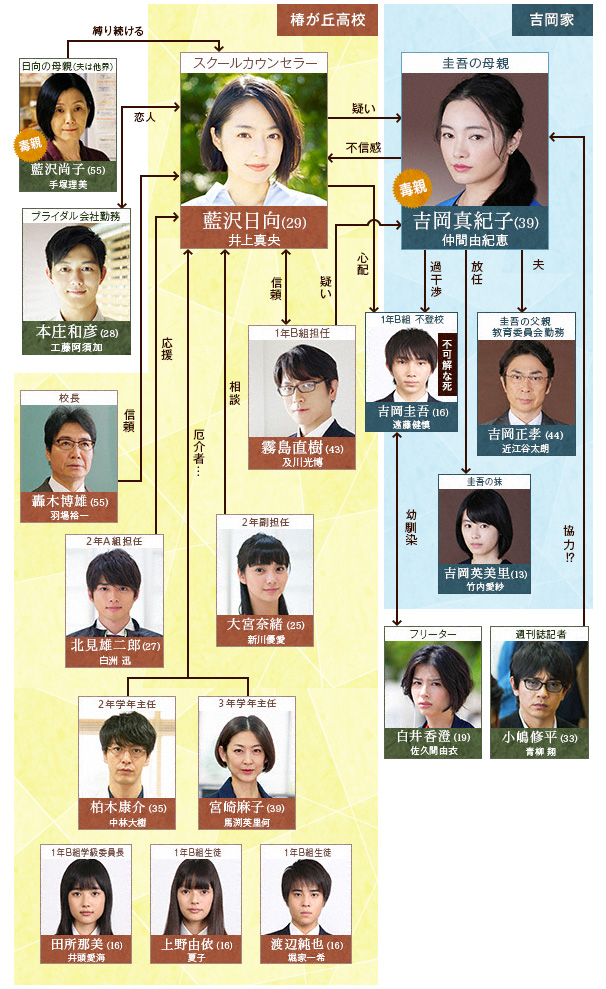 椿が丘高校
吉岡家
縛り続ける
日向の母親(夫は他界)
毒親
藍沢尚子(55)
手塚理美
スクールカウンセラー
藍沢日向(29)
井上真央
圭吾の母親
毒親
吉岡真紀子(39)
仲間由紀恵
疑い
不信感
恋人
ブライダル会社勤務
本庄和彦(28)
工藤阿須加
応援
相談
信頼
疑い
心配
過干渉
放任
夫
1年B組担任
霧島直樹(43)
及川光博
1年B組 不登校
不可解な死
吉岡圭吾(16)
遠藤健慎
圭吾の父親
教育委員会勤務
吉岡正孝(44)
近江谷太朗
校長
轟木博雄(55)
羽場裕一
信頼
厄介者…
幼馴染
圭吾の妹
吉岡英美里(13)
竹内愛紗
協力!?
2年A組担任
北見雄二郎(27)
白洲 迅
2年副担任
大宮奈緒(25)
新川優愛
フリーター
白井香澄(19)
佐久間由衣
週刊誌記者
小嶋修平(33)
青柳 翔
2年学年主任
柏木康介(35)
中林大樹
3年学年主任
宮崎麻子(39)
馬渕英里何
1年B組学級委員長
田所那美(16)
井頭愛海
1年B組生徒
上野由依(16)
夏子
1年B組生徒
渡辺純也(16)
堀家一希